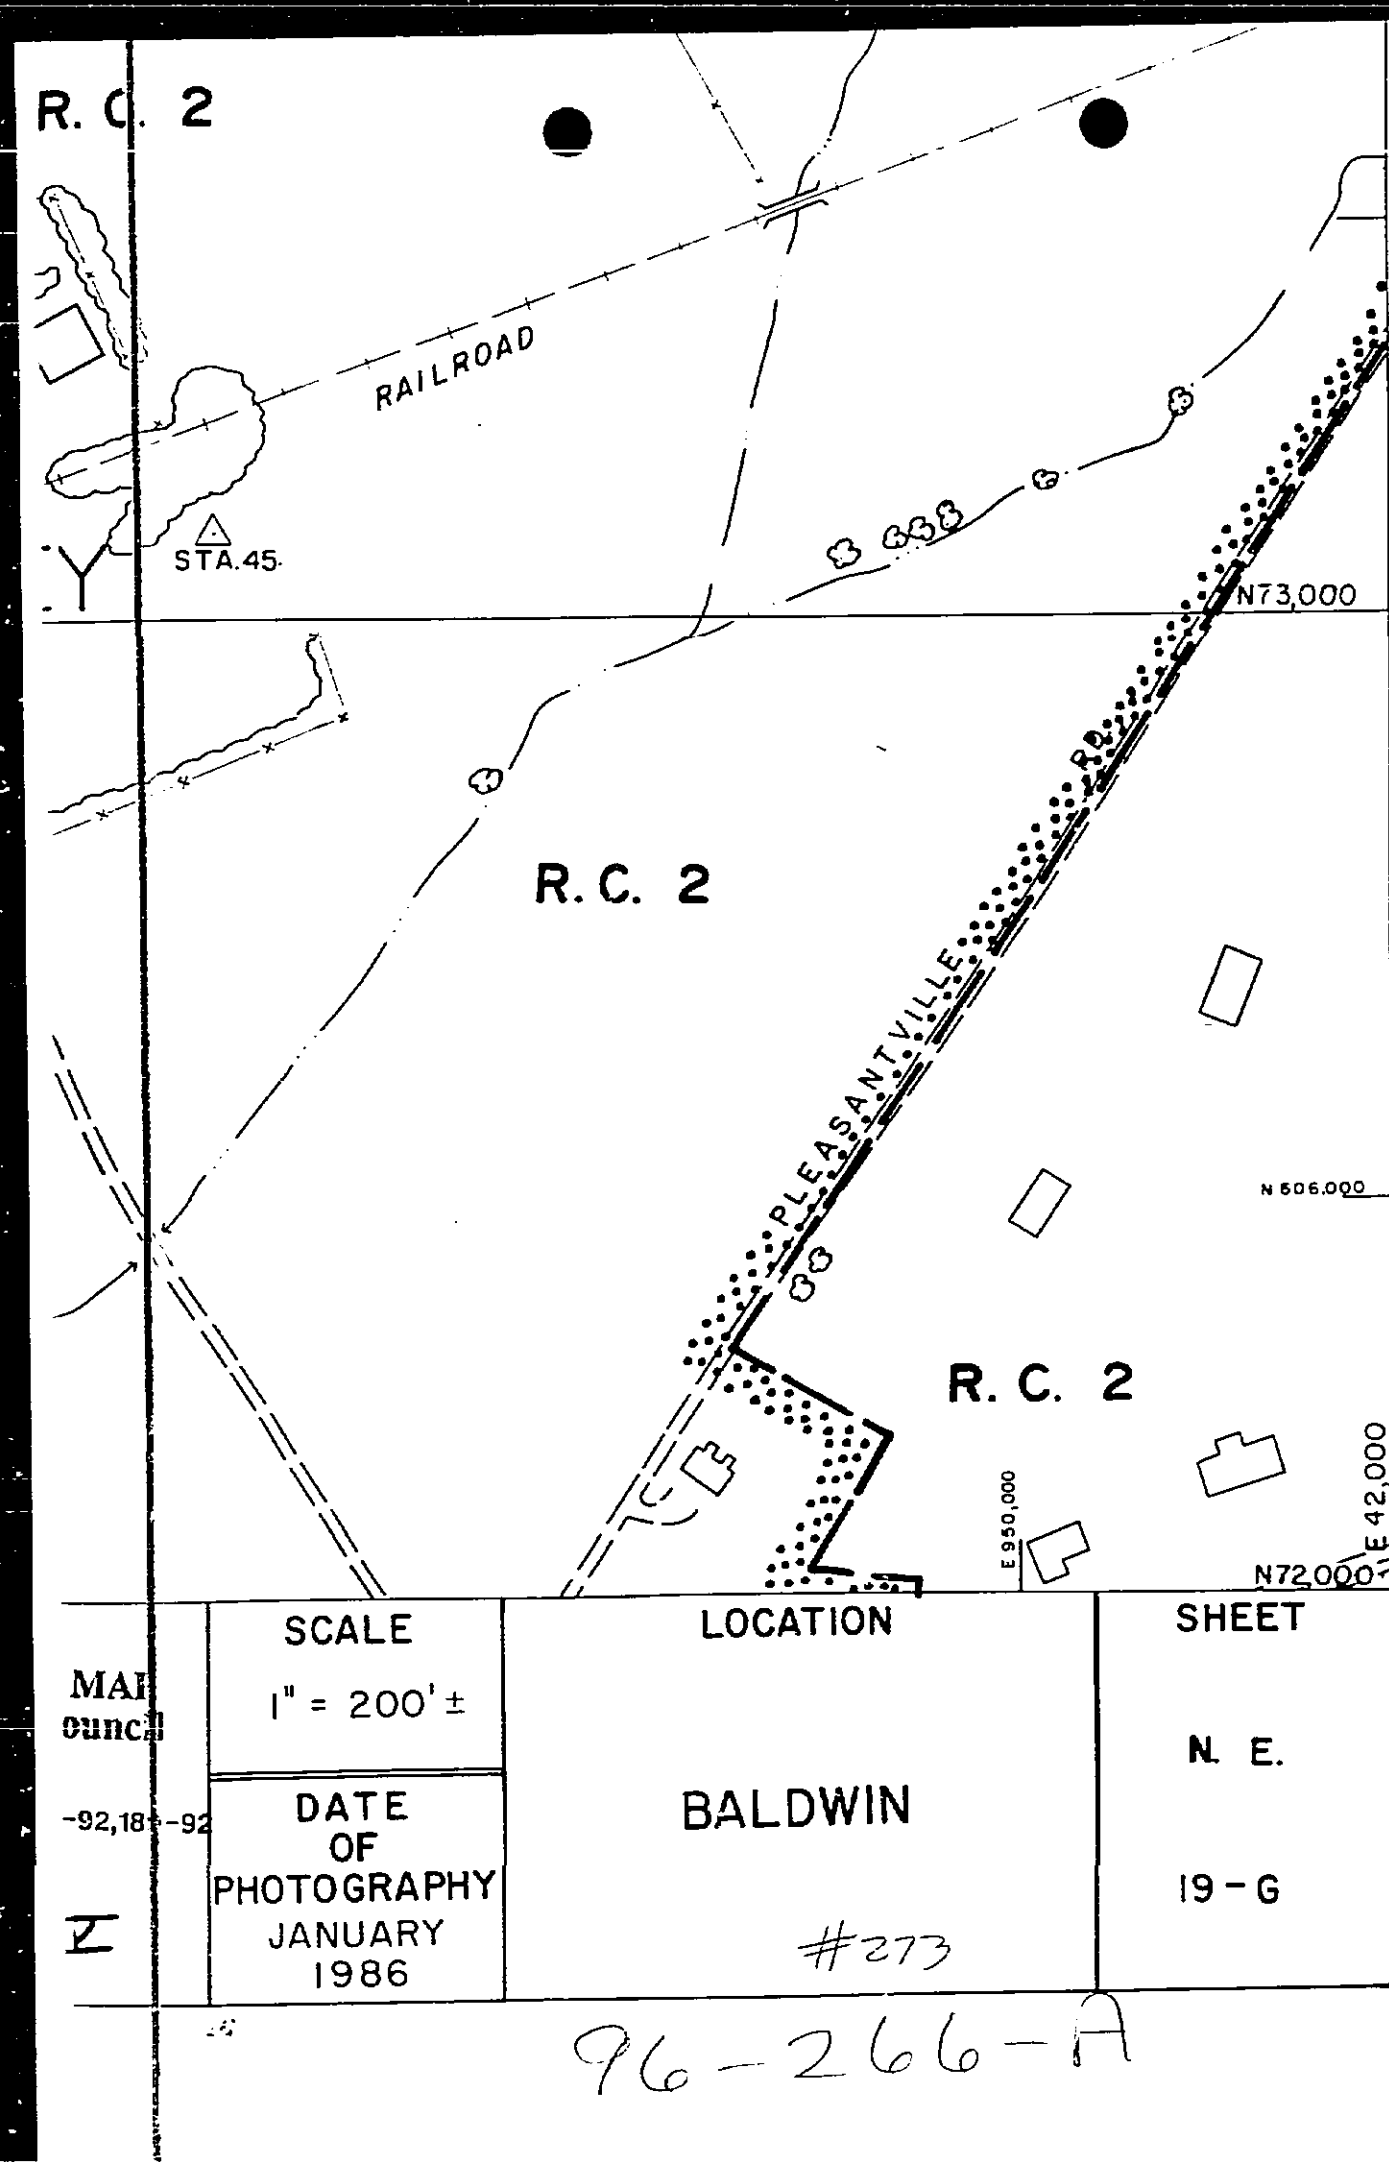 R. C. 2
RAILROAD
STA.45
N73,000
PLEASANTVILLE RD.
R. C. 2
N 606.000
R. C. 2
E 950,000
E 42,000
N72,000
SCALE
1" = 200' ±
DATE
OF
PHOTOGRAPHY
JANUARY
1986
LOCATION
BALDWIN
#273
SHEET
N. E.
19-G
-92
V
96-266-A